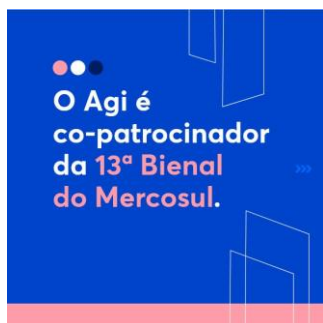 O Agi é
co-patrocinador
da 13ª Bienal
do Mercosul.